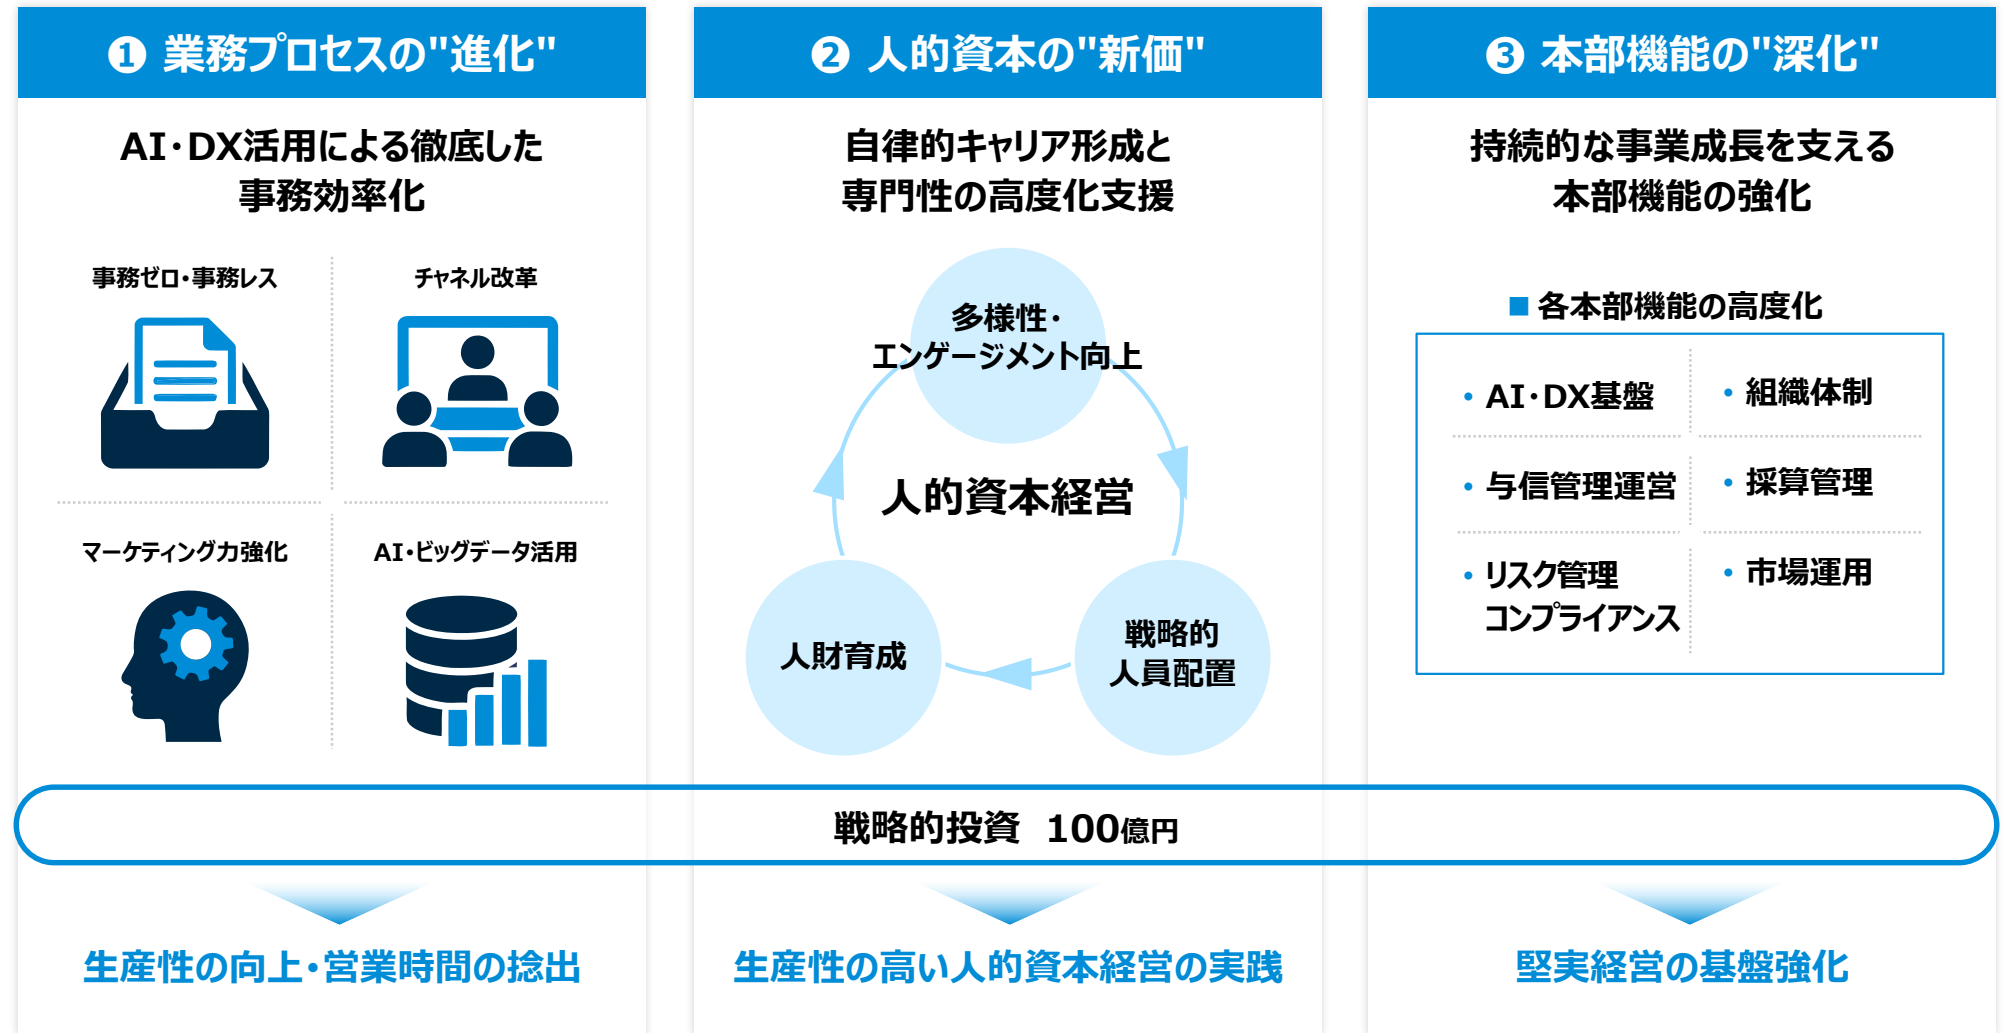 ❶ 業務プロセスの"進化"
AI・DX活用による徹底した
事務効率化
事務ゼロ・事務レス
チャネル改革
マーケティング力強化
AI・ビッグデータ活用
❷ 人的資本の"新価"
自律的キャリア形成と
専門性の高度化支援
多様性・
エンゲージメント向上
人的資本経営
人財育成
戦略的
人員配置
❸ 本部機能の"深化"
持続的な事業成長を支える
本部機能の強化
■ 各本部機能の高度化
・AI・DX基盤
・組織体制
・与信管理運営
・採算管理
・リスク管理
コンプライアンス
・市場運用
戦略的投資 100億円
生産性の向上・営業時間の捻出
生産性の高い人的資本経営の実践
堅実経営の基盤強化